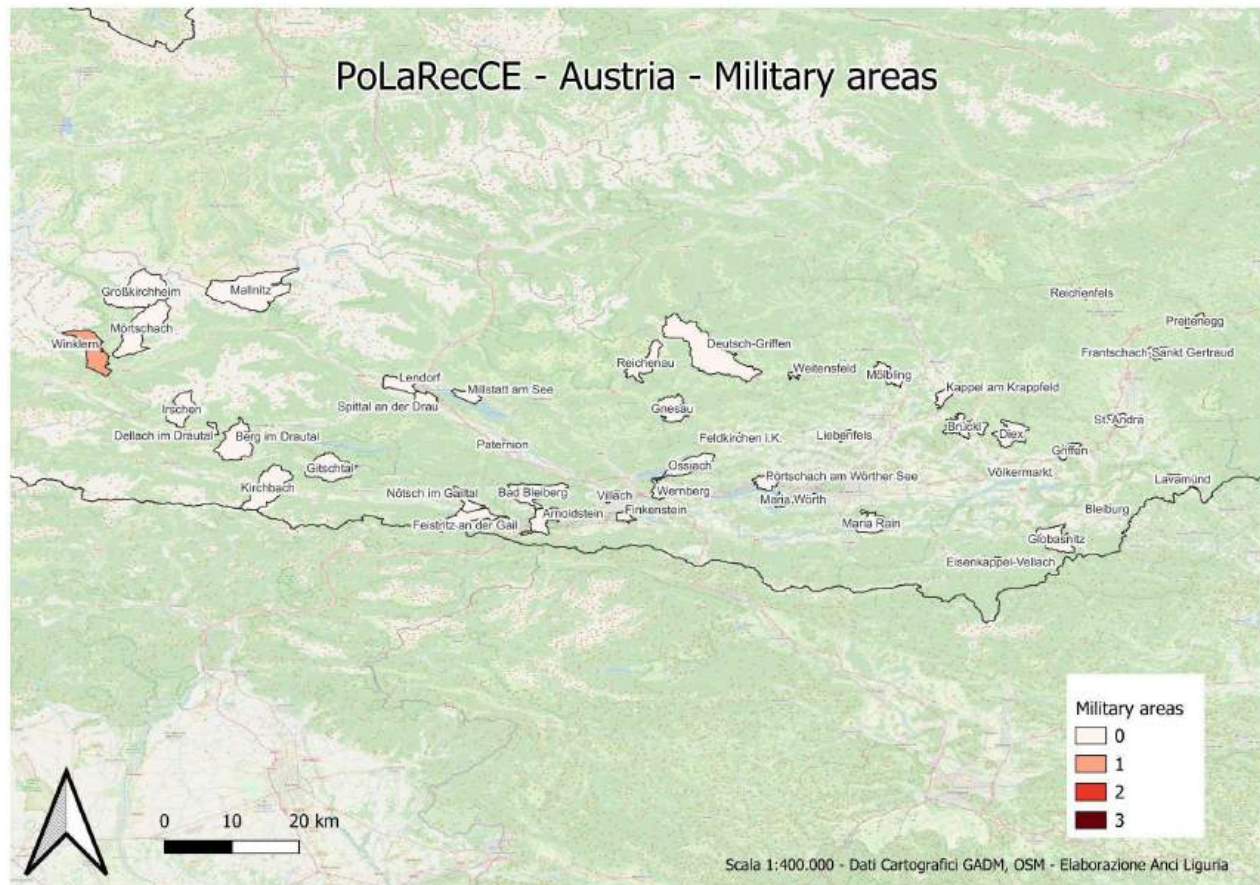 PoLaRecCE - Austria - Military areas
Großkirchheim
Mallnitz
Mörtschach
Winklern
Reichenfels
Preitenegg
Frantschach-Sankt Gertraud
Deutsch-Griffen
Reichenau
Weitensfeld
Mölbling
Lendorf
Millstatt am See
Kappel am Krappfeld
Spittal an der Drau
Irschen
Gnesau
St. Andrä
Dellach im Drautal
Berg im Drautal
Brückl
Diex
Paternion
Feldkirchen i.K.
Liebenfels
Griffen
Gitschtal
Ossiach
Völkermarkt
Kirchbach
Pörtschach am Wörther See
Lavamünd
Nötsch im Gailtal
Bad Bleiberg
Villach
Wernberg
Maria Wörth
Feistritz an der Gail
Arnoldstein
Finkenstein
Maria Rain
Bleiburg
Globasnitz
Eisenkappel-Vellach
Military areas
0
1
2
3
0 10 20 km
Scala 1:400.000 - Dati Cartografici GADM, OSM - Elaborazione Anci Liguria